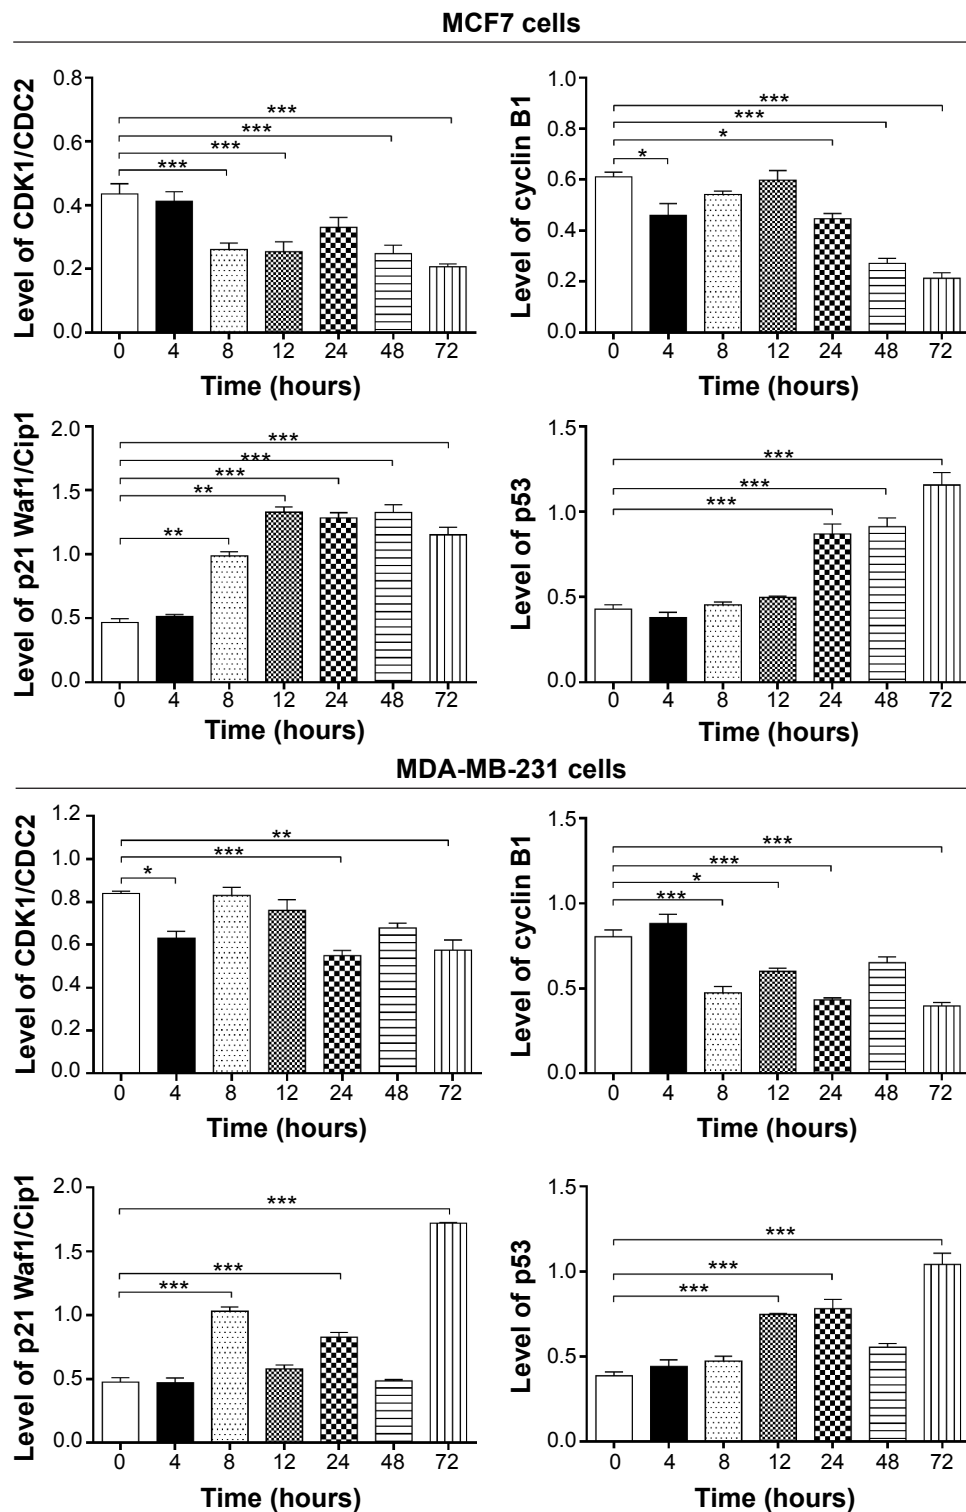 MCF7 cells
Level of CDK1/CDC2
0.8
0.6
0.4
0.2
0.0
***
***
***
***
0 4 8 12 24 48 72
Time (hours)
Level of cyclin B1
1.0
0.8
0.6
0.4
0.2
0.0
***
***
*
*
0 4 8 12 24 48 72
Time (hours)
Level of p21 Waf1/Cip1
2.0
1.5
1.0
0.5
0.0
***
***
***
**
**
0 4 8 12 24 48 72
Time (hours)
Level of p53
1.5
1.0
0.5
0.0
***
***
***
0 4 8 12 24 48 72
Time (hours)
MDA-MB-231 cells
Level of CDK1/CDC2
1.2
1.0
0.8
0.6
0.4
0.2
0.0
**
***
*
0 4 8 12 24 48 72
Time (hours)
Level of cyclin B1
1.5
1.0
0.5
0.0
***
***
*
***
0 4 8 12 24 48 72
Time (hours)
Level of p21 Waf1/Cip1
2.0
1.5
1.0
0.5
0.0
***
***
***
0 4 8 12 24 48 72
Time (hours)
Level of p53
1.5
1.0
0.5
0.0
***
***
***
0 4 8 12 24 48 72
Time (hours)